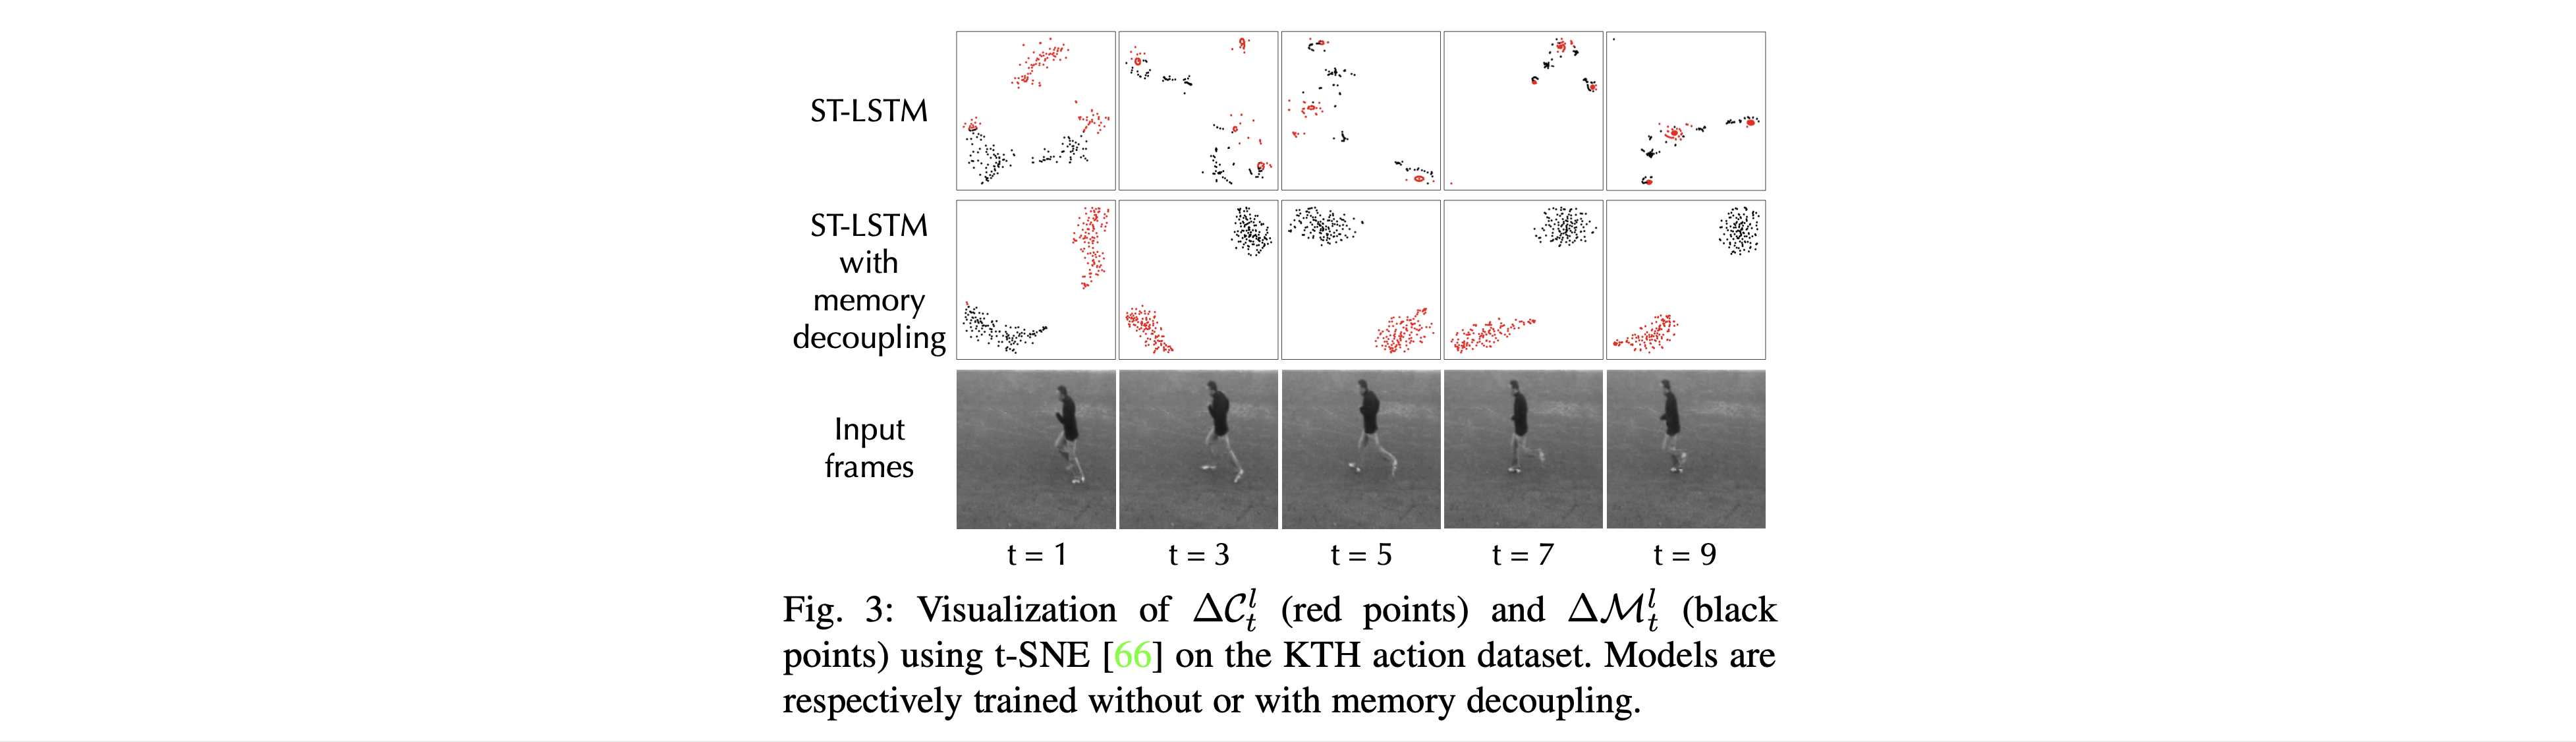 ST-LSTM
ST-LSTM
with
memory
decoupling
Input
frames
t = 1 t = 3 t = 5 t = 7 t = 9
Fig. 3: Visualization of Δ𝒞ₜˡ (red points) and Δℳₜˡ (black
points) using t-SNE [66] on the KTH action dataset. Models are
respectively trained without or with memory decoupling.